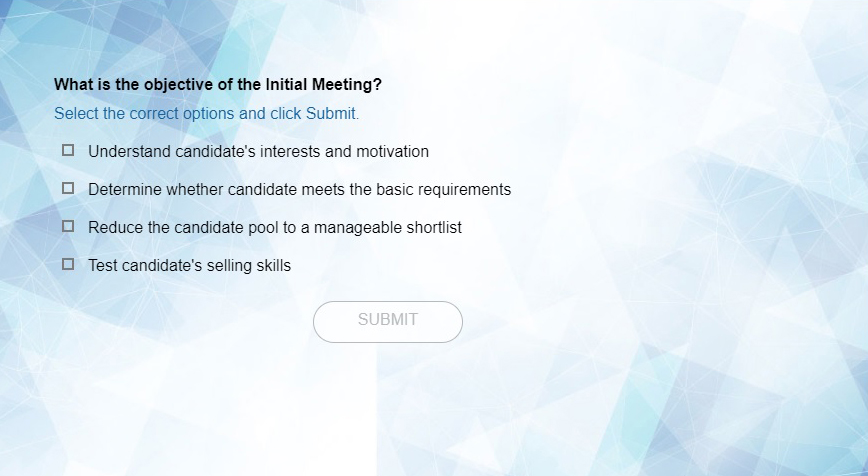 What is the objective of the Initial Meeting?
Select the correct options and click Submit.
Understand candidate's interests and motivation
Determine whether candidate meets the basic requirements
Reduce the candidate pool to a manageable shortlist
Test candidate's selling skills
SUBMIT